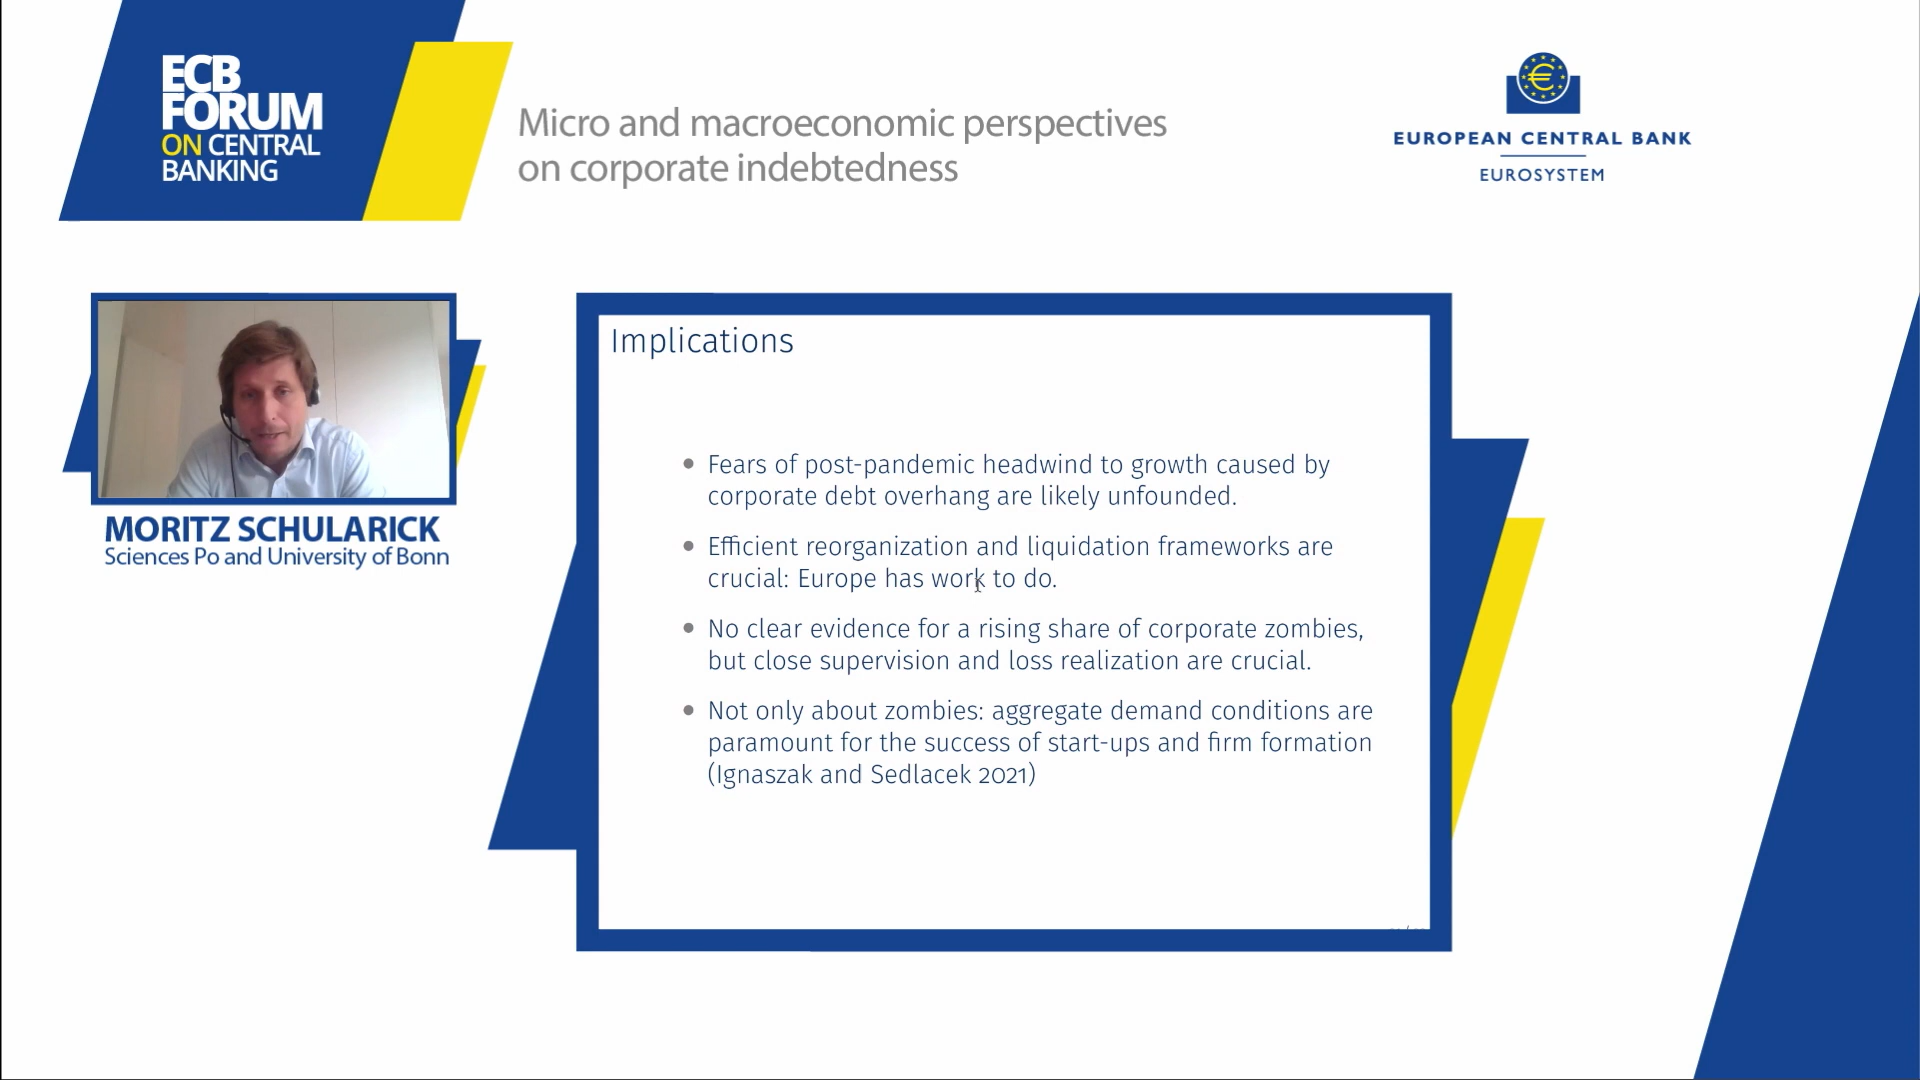 ECB
FORUM
ON CENTRAL
BANKING
Micro and macroeconomic perspectives
on corporate indebtedness
€
EUROPEAN CENTRAL BANK
EUROSYSTEM
MORITZ SCHULARICK
Sciences Po and University of Bonn
Implications
• Fears of post-pandemic headwind to growth caused by
corporate debt overhang are likely unfounded.
• Efficient reorganization and liquidation frameworks are
crucial: Europe has work to do.
• No clear evidence for a rising share of corporate zombies,
but close supervision and loss realization are crucial.
• Not only about zombies: aggregate demand conditions are
paramount for the success of start-ups and firm formation
(Ignaszak and Sedlacek 2021)